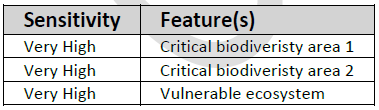 Sensitivity Feature(s)
Very High Critical biodiveristy area 1
Very High Critical biodiveristy area 2
Very High Vulnerable ecosystem